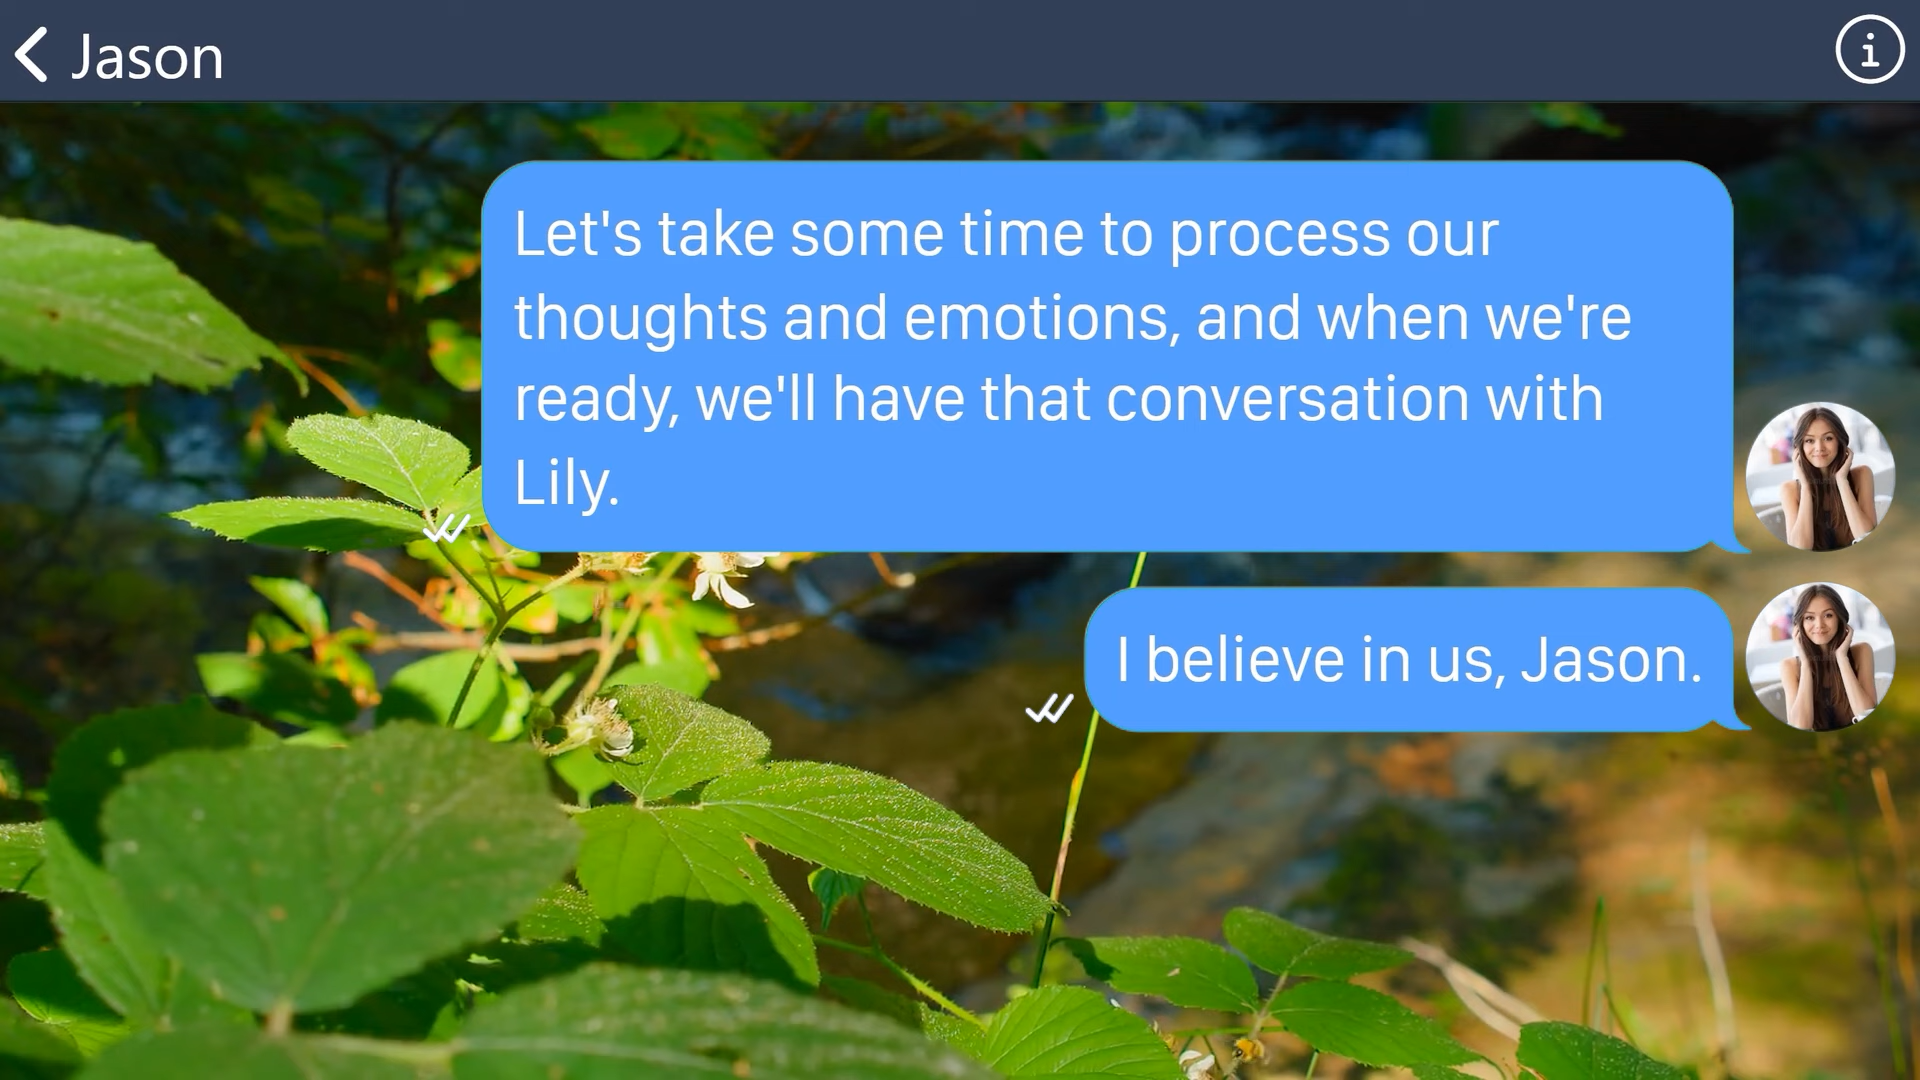 Jason
Let's take some time to process our
thoughts and emotions, and when we're
ready, we'll have that conversation with
Lily.
I believe in us, Jason.